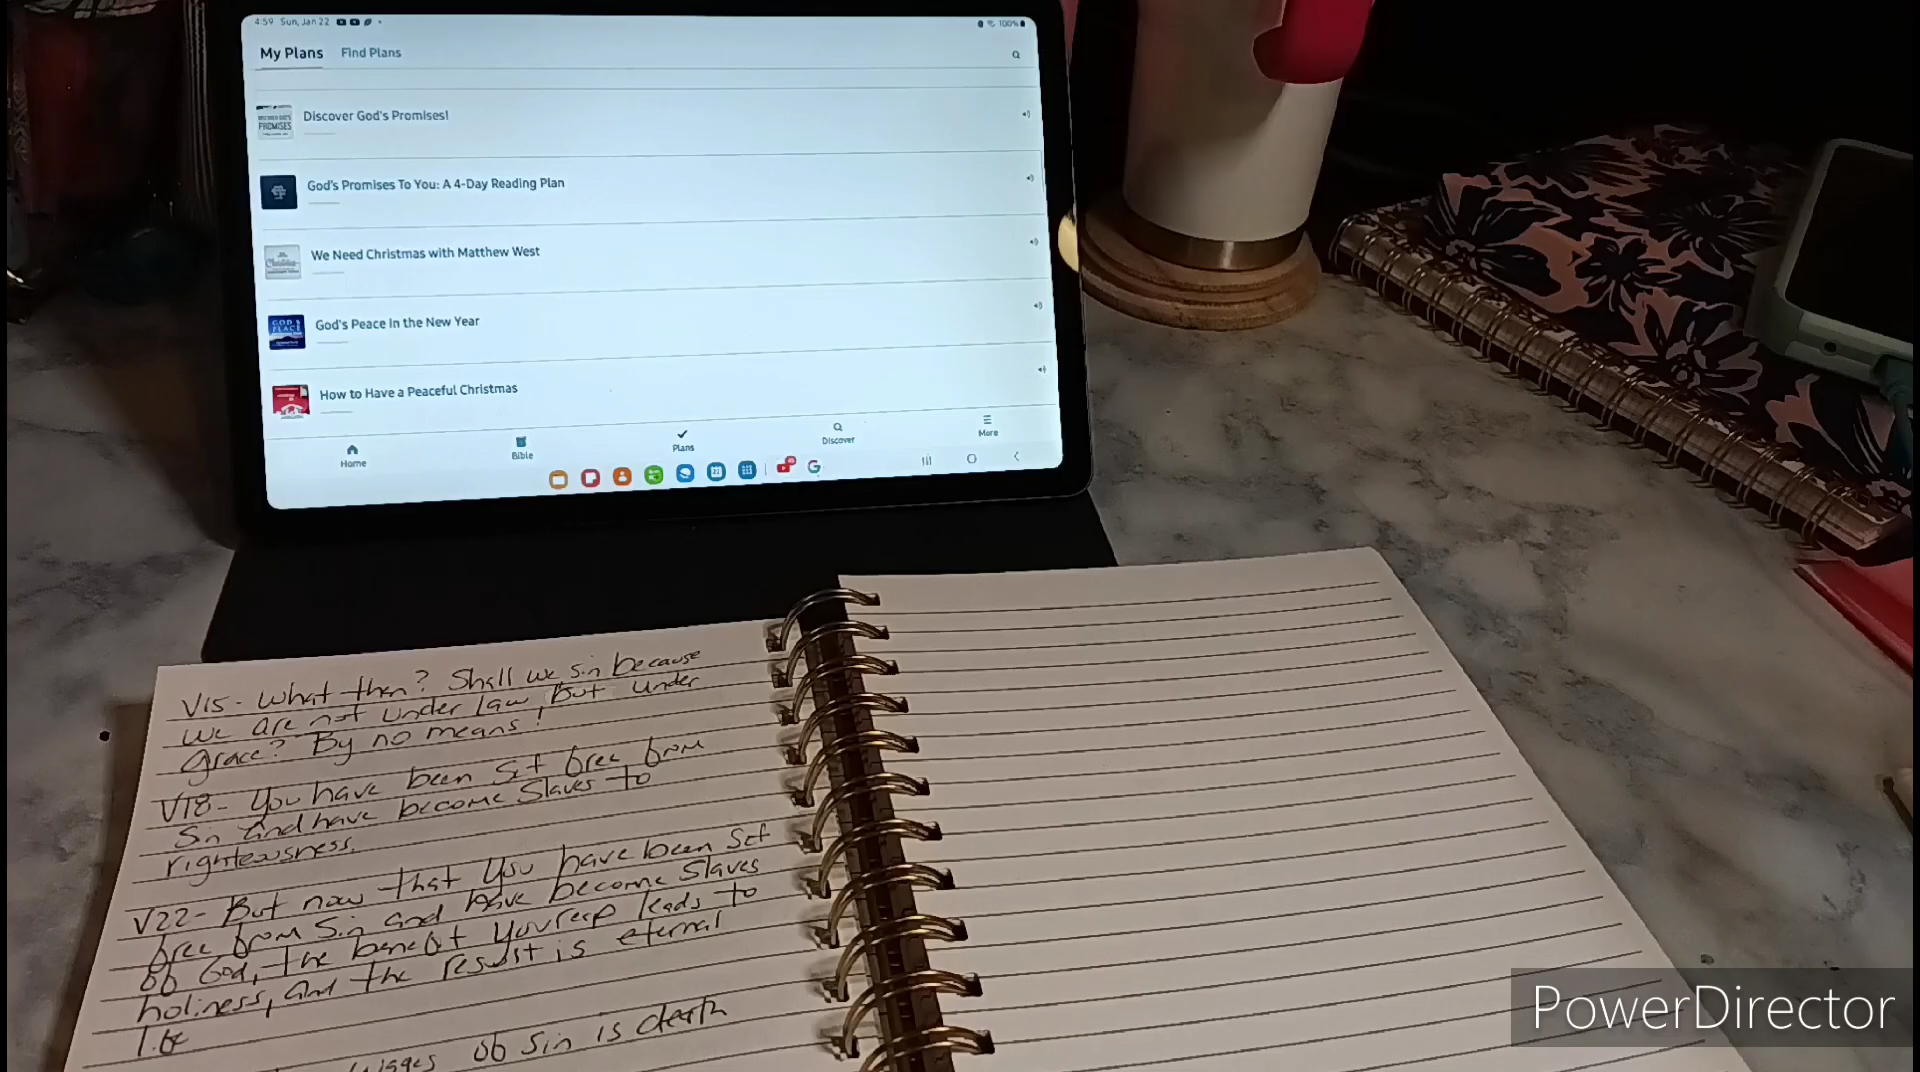 4:59 Sun, Jan 22
100%
My Plans Find Plans
PROMISES
Discover God's Promises!
God's Promises To You: A 4-Day Reading Plan
Christmas
We Need Christmas with Matthew West
GOD'S
PEACE
God's Peace in the New Year
How to Have a Peaceful Christmas
Home
Bible
Plans
Discover
More
V15- What then? Shall we sin because
we are not under law, But under
grace? By no means!
V18- You have been Set free from
Sin and have become Slaves to
righteousness.
V22- But now that You have been Set
free from Sin and have become Slaves
of God, the benefit you reap leads to
holiness, and the result is eternal
life
wages of Sin is death
PowerDirector